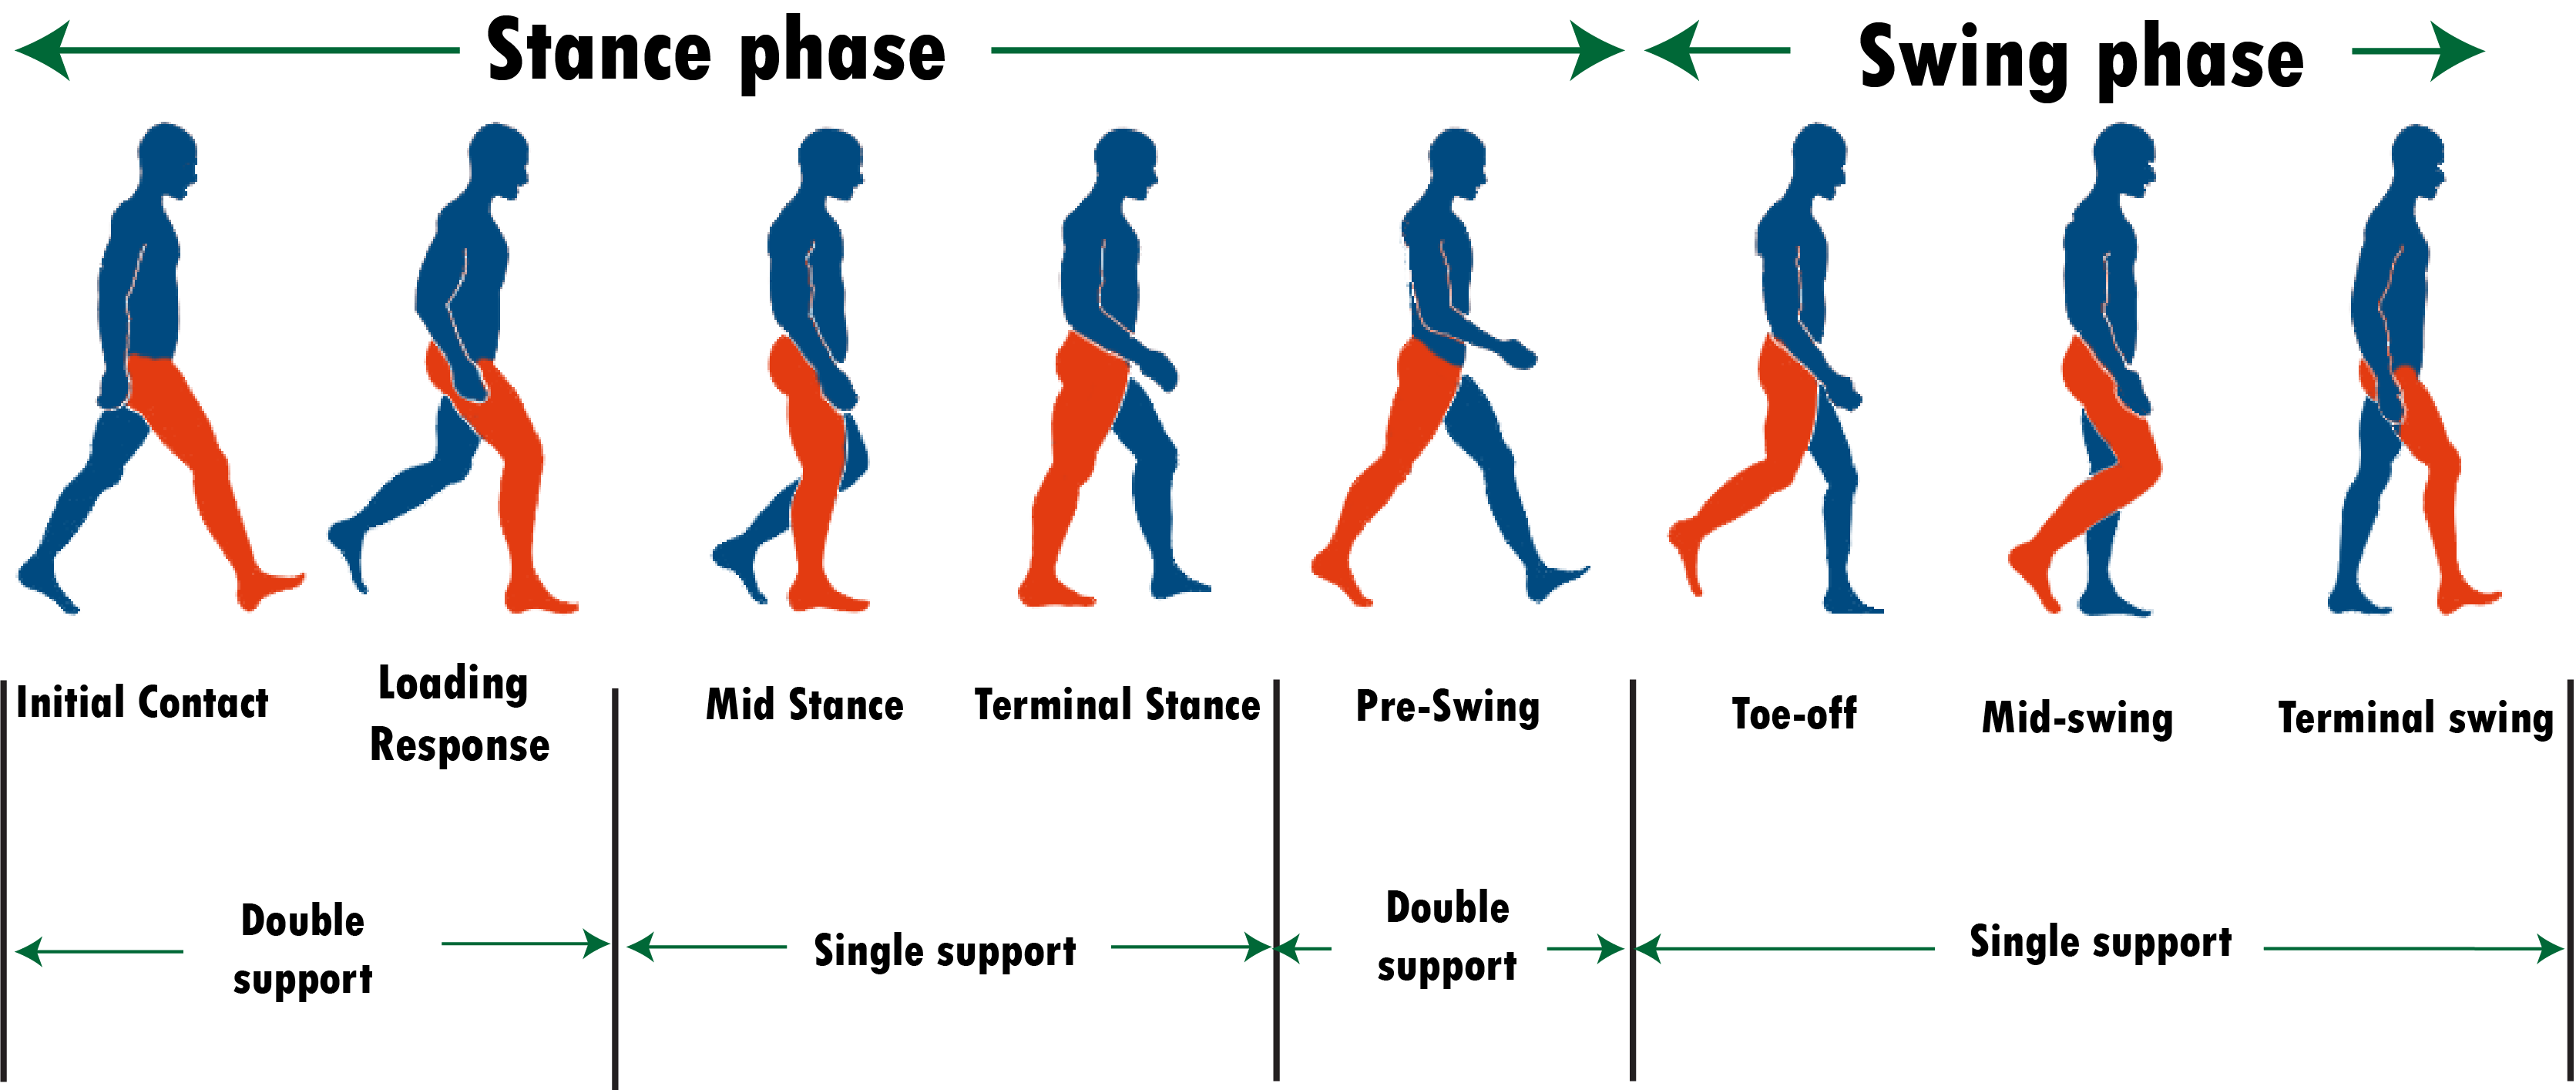 Stance phase
Swing phase
Initial Contact
Loading
Response
Mid Stance
Terminal Stance
Pre-Swing
Toe-off
Mid-swing
Terminal swing
Double
support
Single support
Double
support
Single support